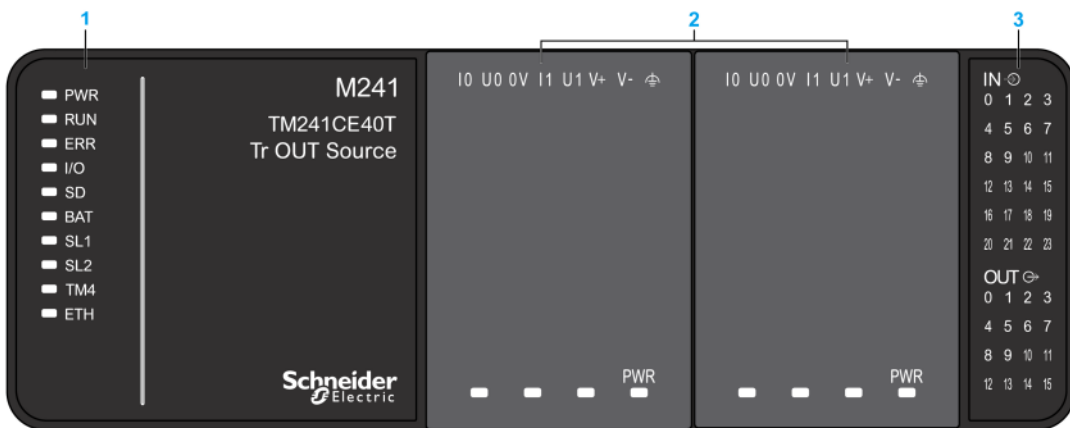 1
2
3
PWR
RUN
ERR
I/O
SD
BAT
SL1
SL2
TM4
ETH
M241
TM241CE40T
Tr OUT Source
Schneider
Electric
I0 U0 0V I1 U1 V+ V-
PWR
I0 U0 0V I1 U1 V+ V-
PWR
IN
0 1 2 3
4 5 6 7
8 9 10 11
12 13 14 15
16 17 18 19
20 21 22 23
OUT
0 1 2 3
4 5 6 7
8 9 10 11
12 13 14 15